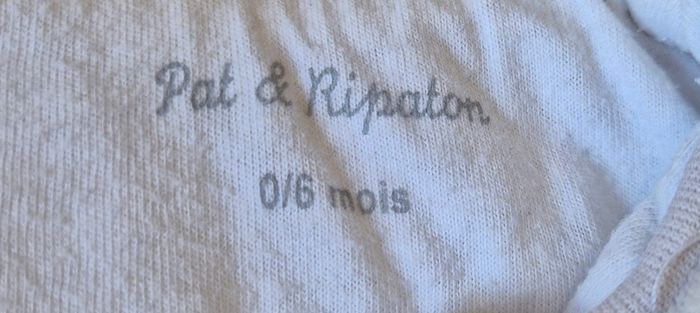 Pat & Ripaton
0/6 mois